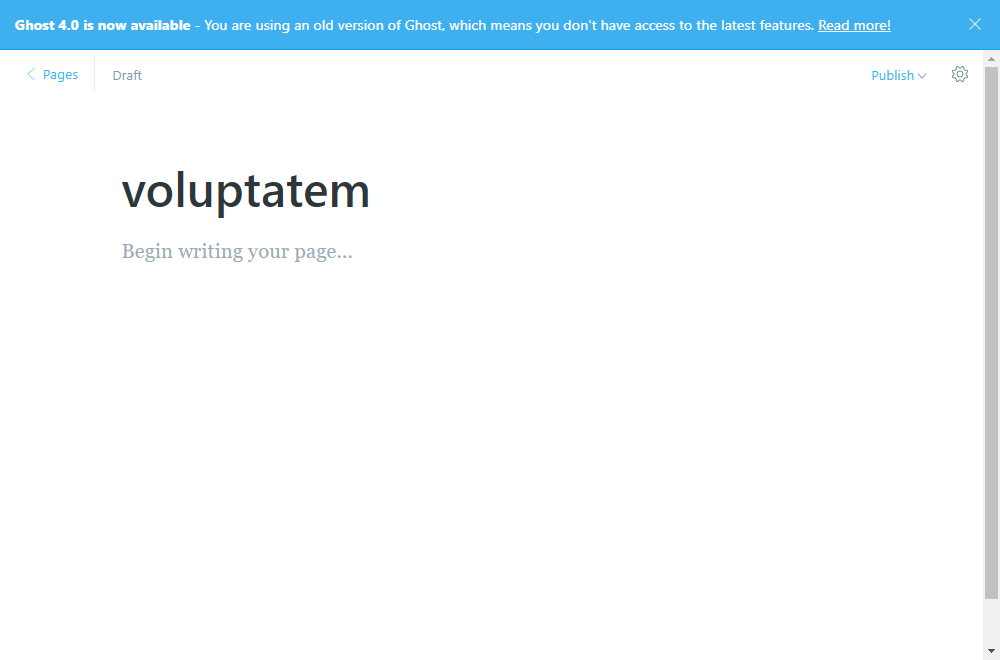 Ghost 4.0 is now available - You are using an old version of Ghost, which means you don't have access to the latest features. Read more!
Pages
Draft
Publish
voluptatem
Begin writing your page...